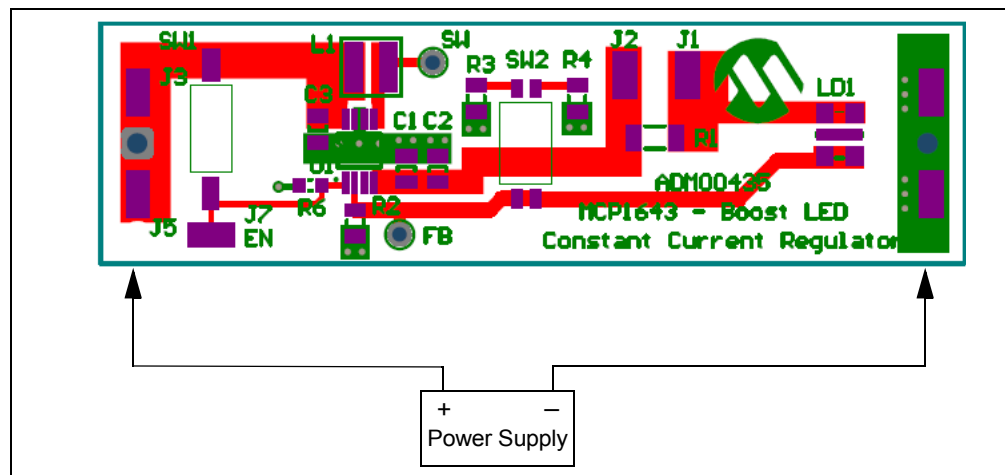 SW1
L1
SW
J2
J1
J3
R3
SW2
R4
C3
LD1
C1
C2
R1
U1
R6
R2
ADM00435
J5
J7
EN
FB
MCP1643 - Boost LED
Constant Current Regulator
+
–
Power Supply